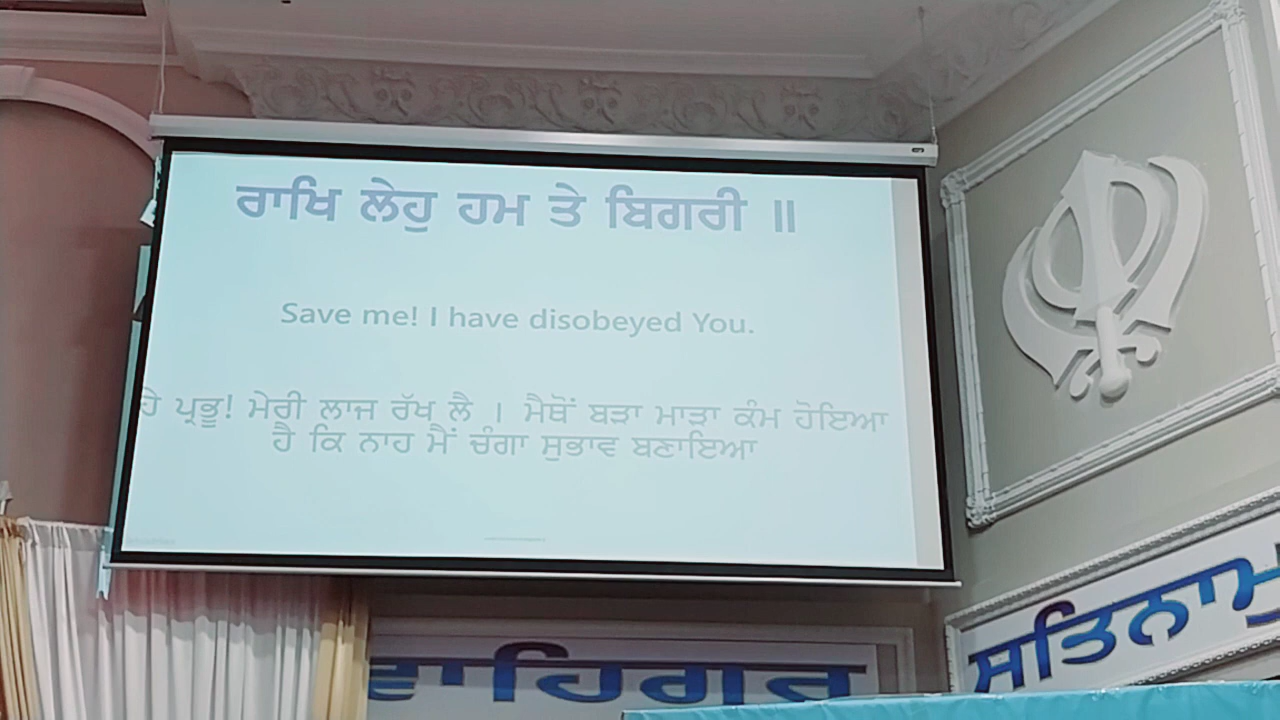 ਰਾਖਿ ਲੇਹੁ ਹਮ ਤੇ ਬਿਗਰੀ ॥
Save me! I have disobeyed You.
ਹੇ ਪ੍ਰਭੂ! ਮੇਰੀ ਲਾਜ ਰੱਖ ਲੈ । ਮੈਥੋਂ ਬੜਾ ਮਾੜਾ ਕੰਮ ਹੋਇਆ
ਹੈ ਕਿ ਨਾਹ ਮੈਂ ਚੰਗਾ ਸੁਭਾਵ ਬਣਾਇਆ
ਸਤਿਨਾਮੁ
ਵਾਹਿਗੁਰੂ